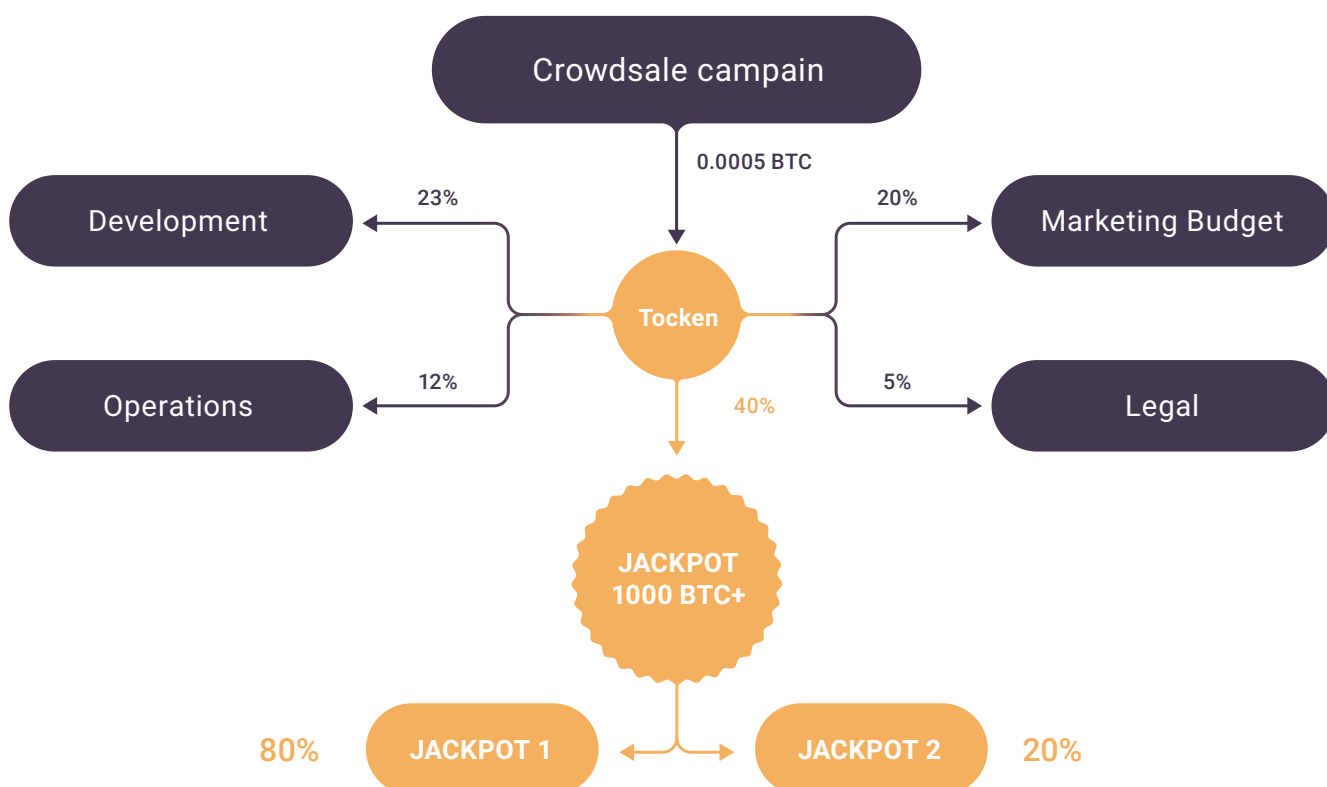 Crowdsale campain
0.0005 BTC
23%
20%
Development
Marketing Budget
Tocken
12%
5%
Operations
Legal
40%
JACKPOT
1000 BTC+
80%
JACKPOT 1
JACKPOT 2
20%